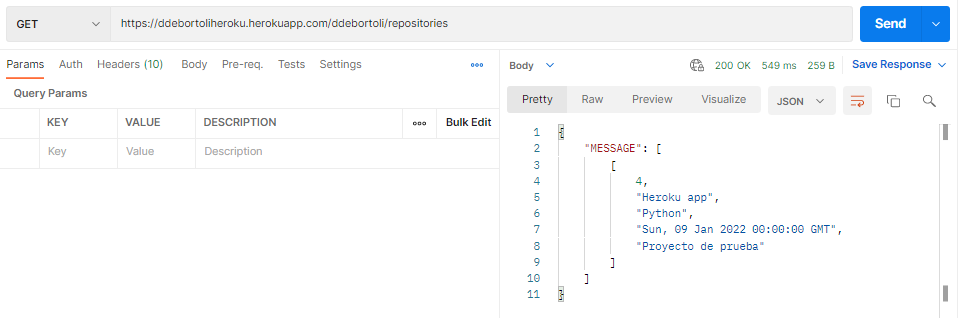 GET https://ddebortoliheroku.herokuapp.com/ddebortoli/repositories Send
Params Auth Headers (10) Body Pre-req. Tests Settings
Query Params
KEY VALUE DESCRIPTION Bulk Edit
Key Value Description
Body 200 OK 549 ms 259 B Save Response
Pretty Raw Preview Visualize JSON
1 {
2 "MESSAGE": [
3 [
4 4,
5 "Heroku app",
6 "Python",
7 "Sun, 09 Jan 2022 00:00:00 GMT",
8 "Proyecto de prueba"
9 ]
10 ]
11 }